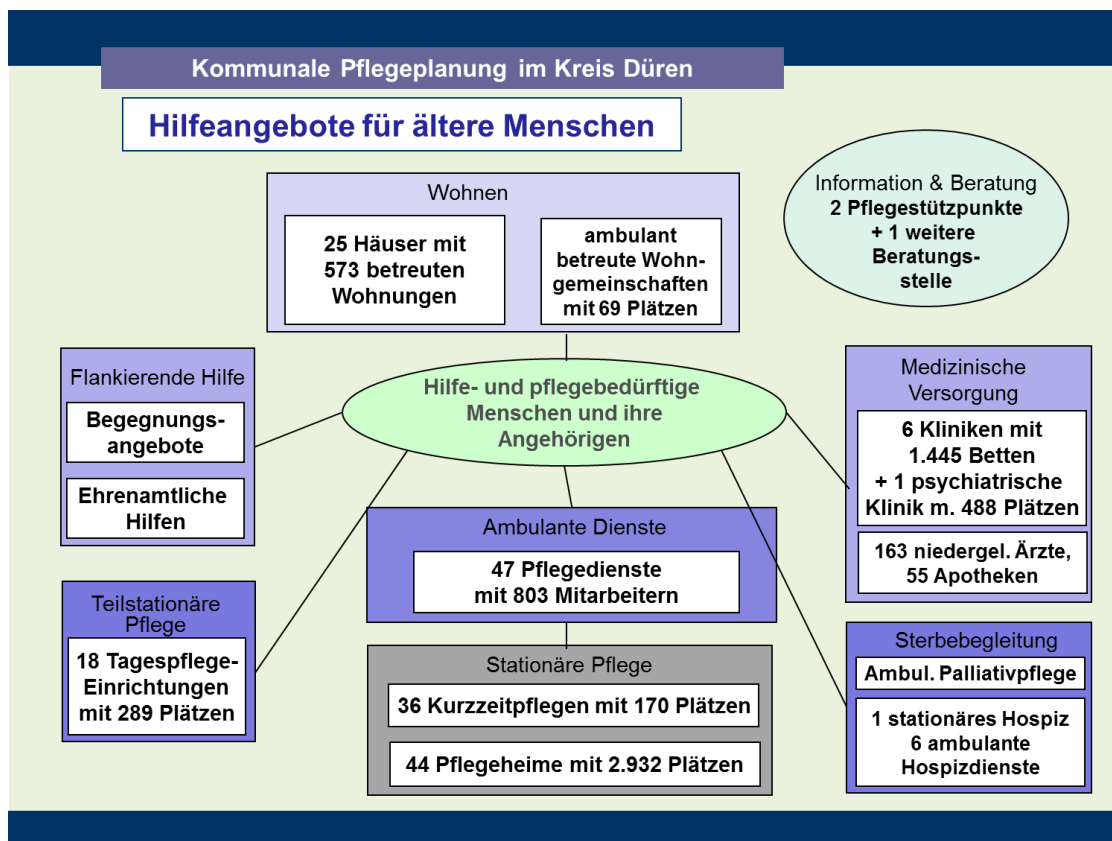 Kommunale Pflegeplanung im Kreis Düren
Hilfeangebote für ältere Menschen
Wohnen
25 Häuser mit
573 betreuten
Wohnungen
ambulant
betreute Wohn-
gemeinschaften
mit 69 Plätzen
Information & Beratung
2 Pflegestützpunkte
+ 1 weitere
Beratungs-
stelle
Flankierende Hilfe
Begegnungs-
angebote
Ehrenamtliche
Hilfen
Hilfe- und pflegebedürftige
Menschen und ihre
Angehörigen
Medizinische
Versorgung
6 Kliniken mit
1.445 Betten
+ 1 psychiatrische
Klinik m. 488 Plätzen
163 niedergel. Ärzte,
55 Apotheken
Ambulante Dienste
47 Pflegedienste
mit 803 Mitarbeitern
Teilstationäre
Pflege
18 Tagespflege-
Einrichtungen
mit 289 Plätzen
Stationäre Pflege
36 Kurzzeitpflegen mit 170 Plätzen
44 Pflegeheime mit 2.932 Plätzen
Sterbebegleitung
Ambul. Palliativpflege
1 stationäres Hospiz
6 ambulante
Hospizdienste